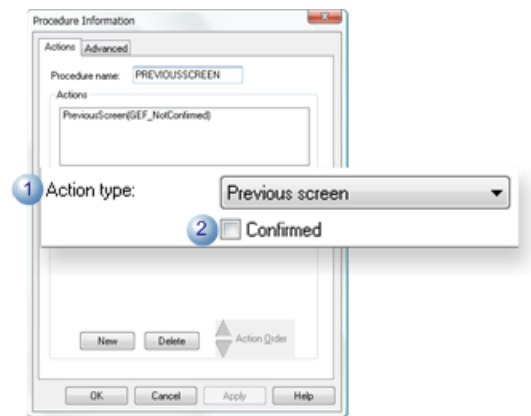 Procedure Information
Actions Advanced
Procedure name: PREVIOUSSCREEN
Actions
PreviousScreen(GEF_NotConfirmed)
1 Action type: Previous screen
2 Confirmed
New Delete Action Order
OK Cancel Apply Help